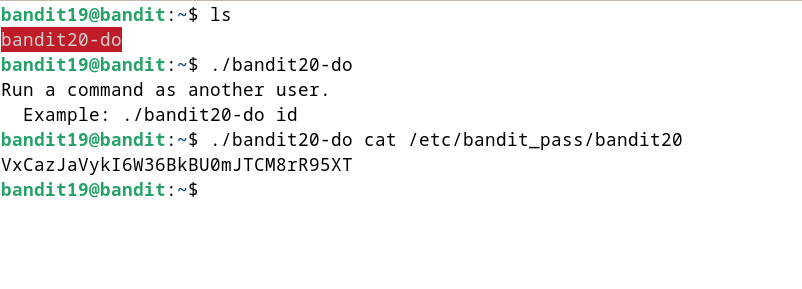 bandit19@bandit:~$ ls
bandit20-do
bandit19@bandit:~$ ./bandit20-do
Run a command as another user.
  Example: ./bandit20-do id
bandit19@bandit:~$ ./bandit20-do cat /etc/bandit_pass/bandit20
VxCazJaVykI6W36BkBU0mJTCM8rR95XT
bandit19@bandit:~$